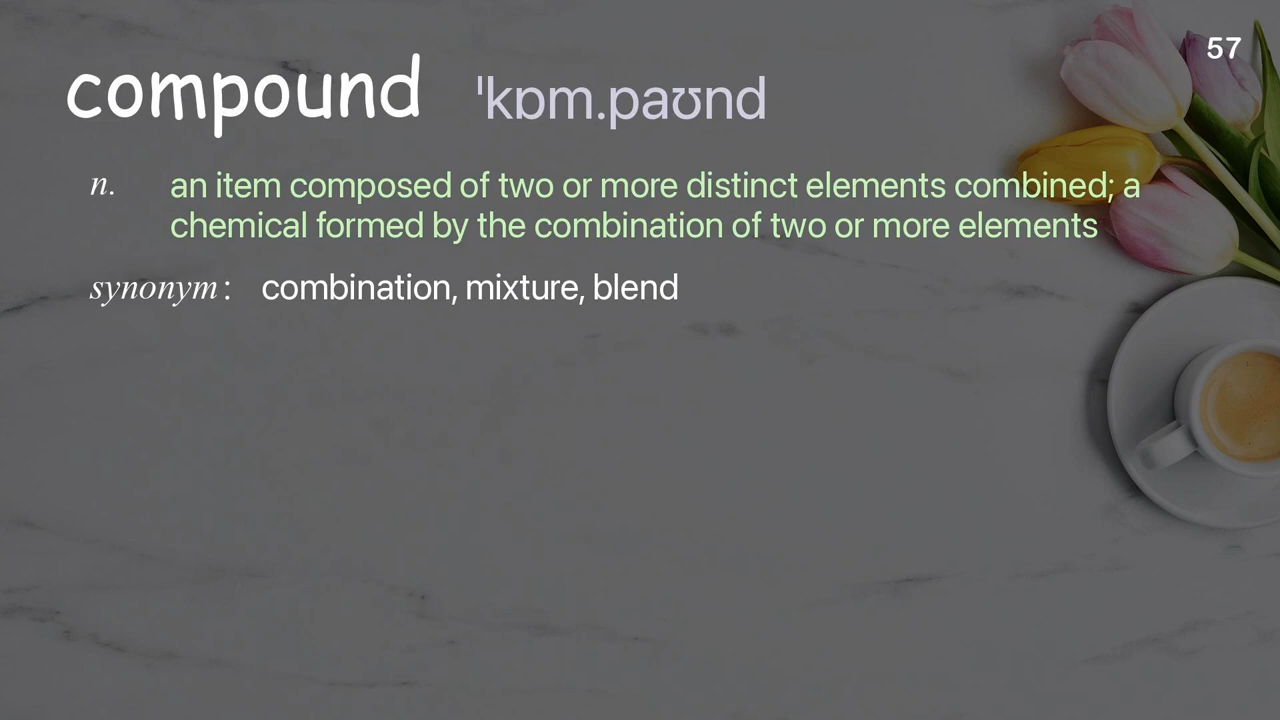 57
compound ˈkɒm.paʊnd
n. an item composed of two or more distinct elements combined; a
chemical formed by the combination of two or more elements
synonym: combination, mixture, blend